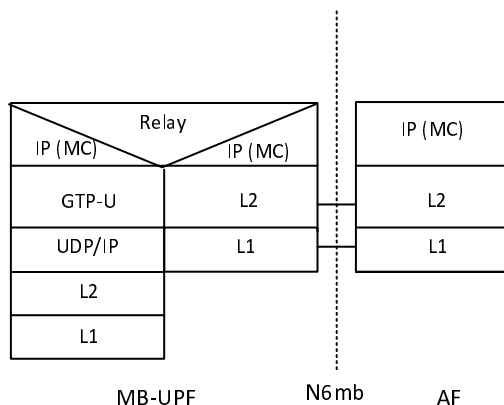 Relay
IP (MC)
IP (MC)
IP (MC)
GTP-U
L2
L2
UDP/IP
L1
L1
L2
L1
MB-UPF
N6mb
AF